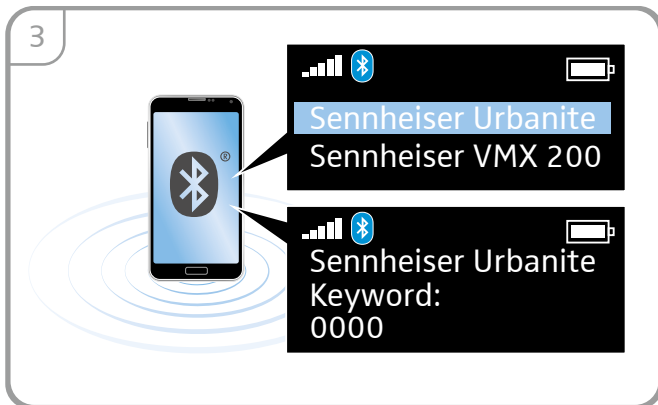 3
®
Sennheiser Urbanite
Sennheiser VMX 200
Sennheiser Urbanite
Keyword:
0000